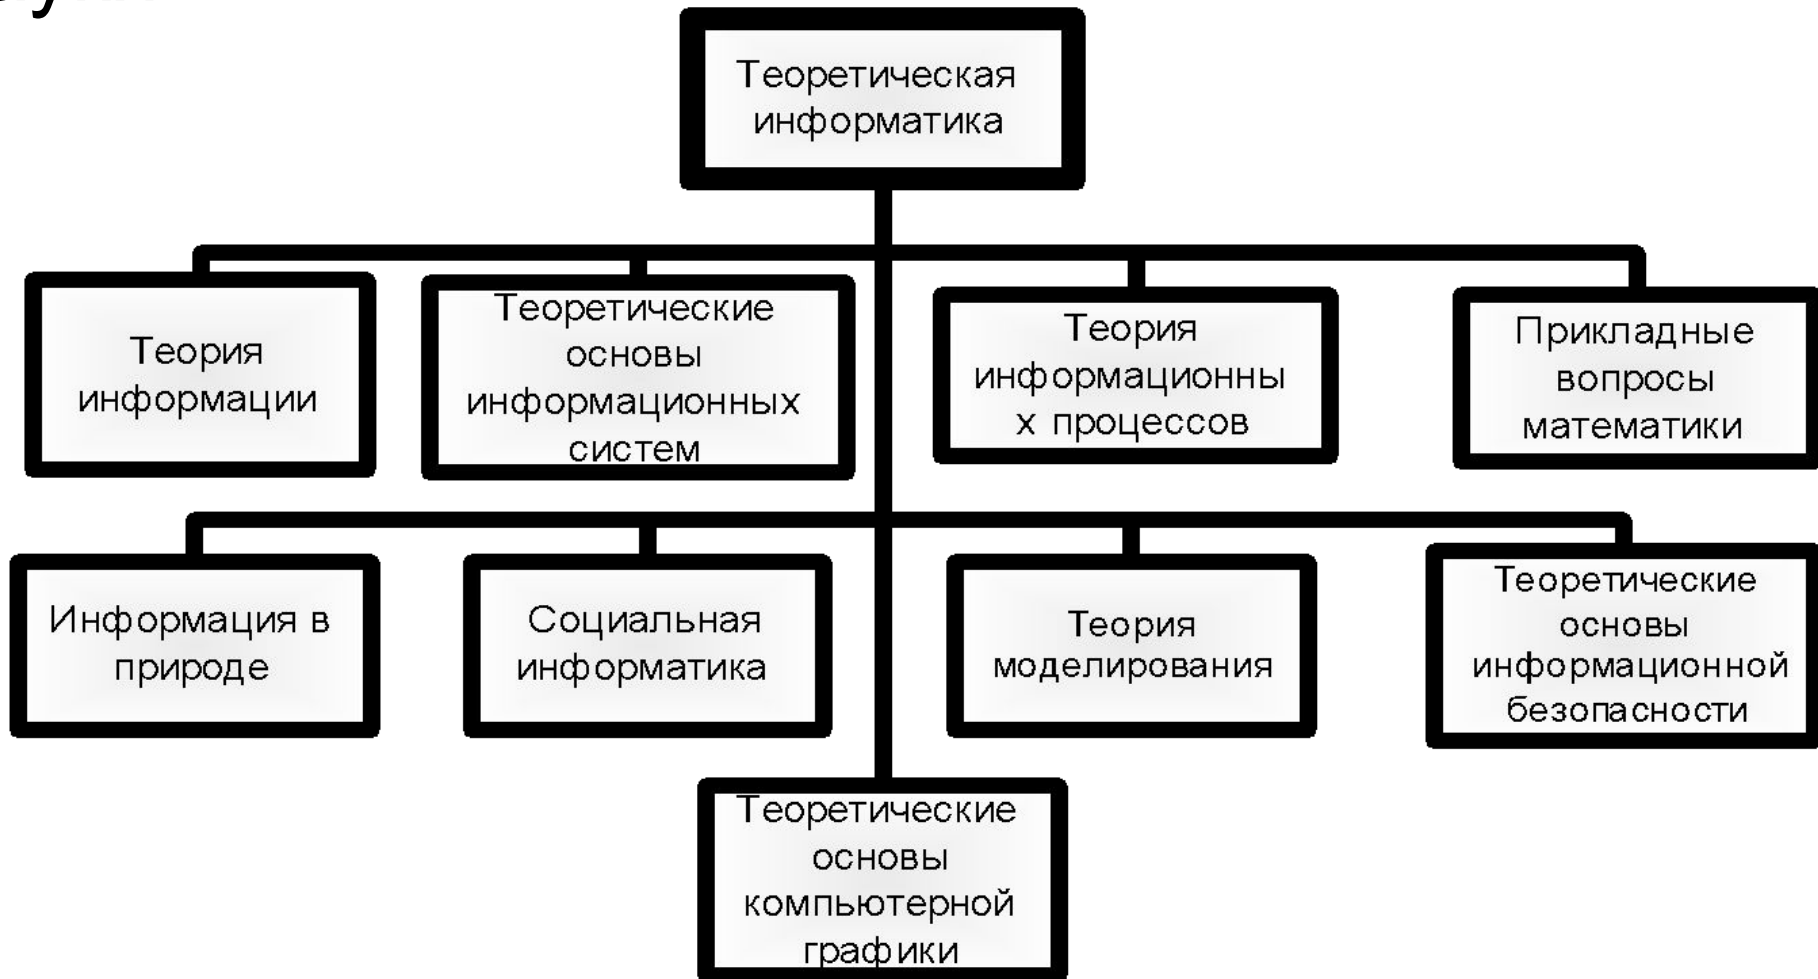 Теоретическая
информатика
Теория
информации
Теоретические
основы
информационных
систем
Теория
информационны
х процессов
Прикладные
вопросы
математики
Информация в
природе
Социальная
информатика
Теория
моделирования
Теоретические
основы
информационной
безопасности
Теоретические
основы
компьютерной
графики